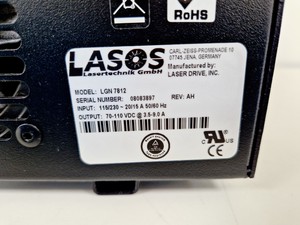 RoHS
LASOS
Lasertechnik GmbH
CARL-ZEISS-PROMENADE 10
07745 JENA, GERMANY
Manufactured by:
LASER DRIVE, INC.
MODEL: LGN 7812
SERIAL NUMBER: 08083897 REV: AH
INPUT: 115/230 ~ 20/15 A 50/60 Hz
OUTPUT: 70-110 VDC @ 3.5-9.0 A
c UL us